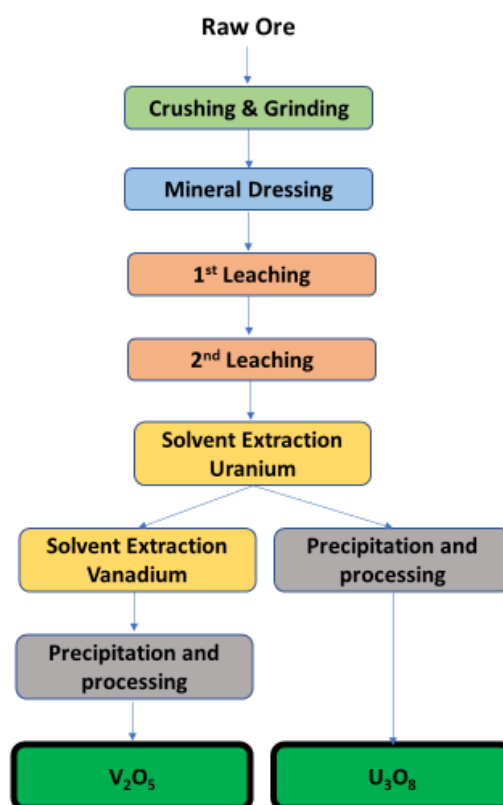 Raw Ore
Crushing & Grinding
Mineral Dressing
1st Leaching
2nd Leaching
Solvent Extraction
Uranium
Solvent Extraction
Vanadium
Precipitation and
processing
Precipitation and
processing
V₂O₅
U₃O₈